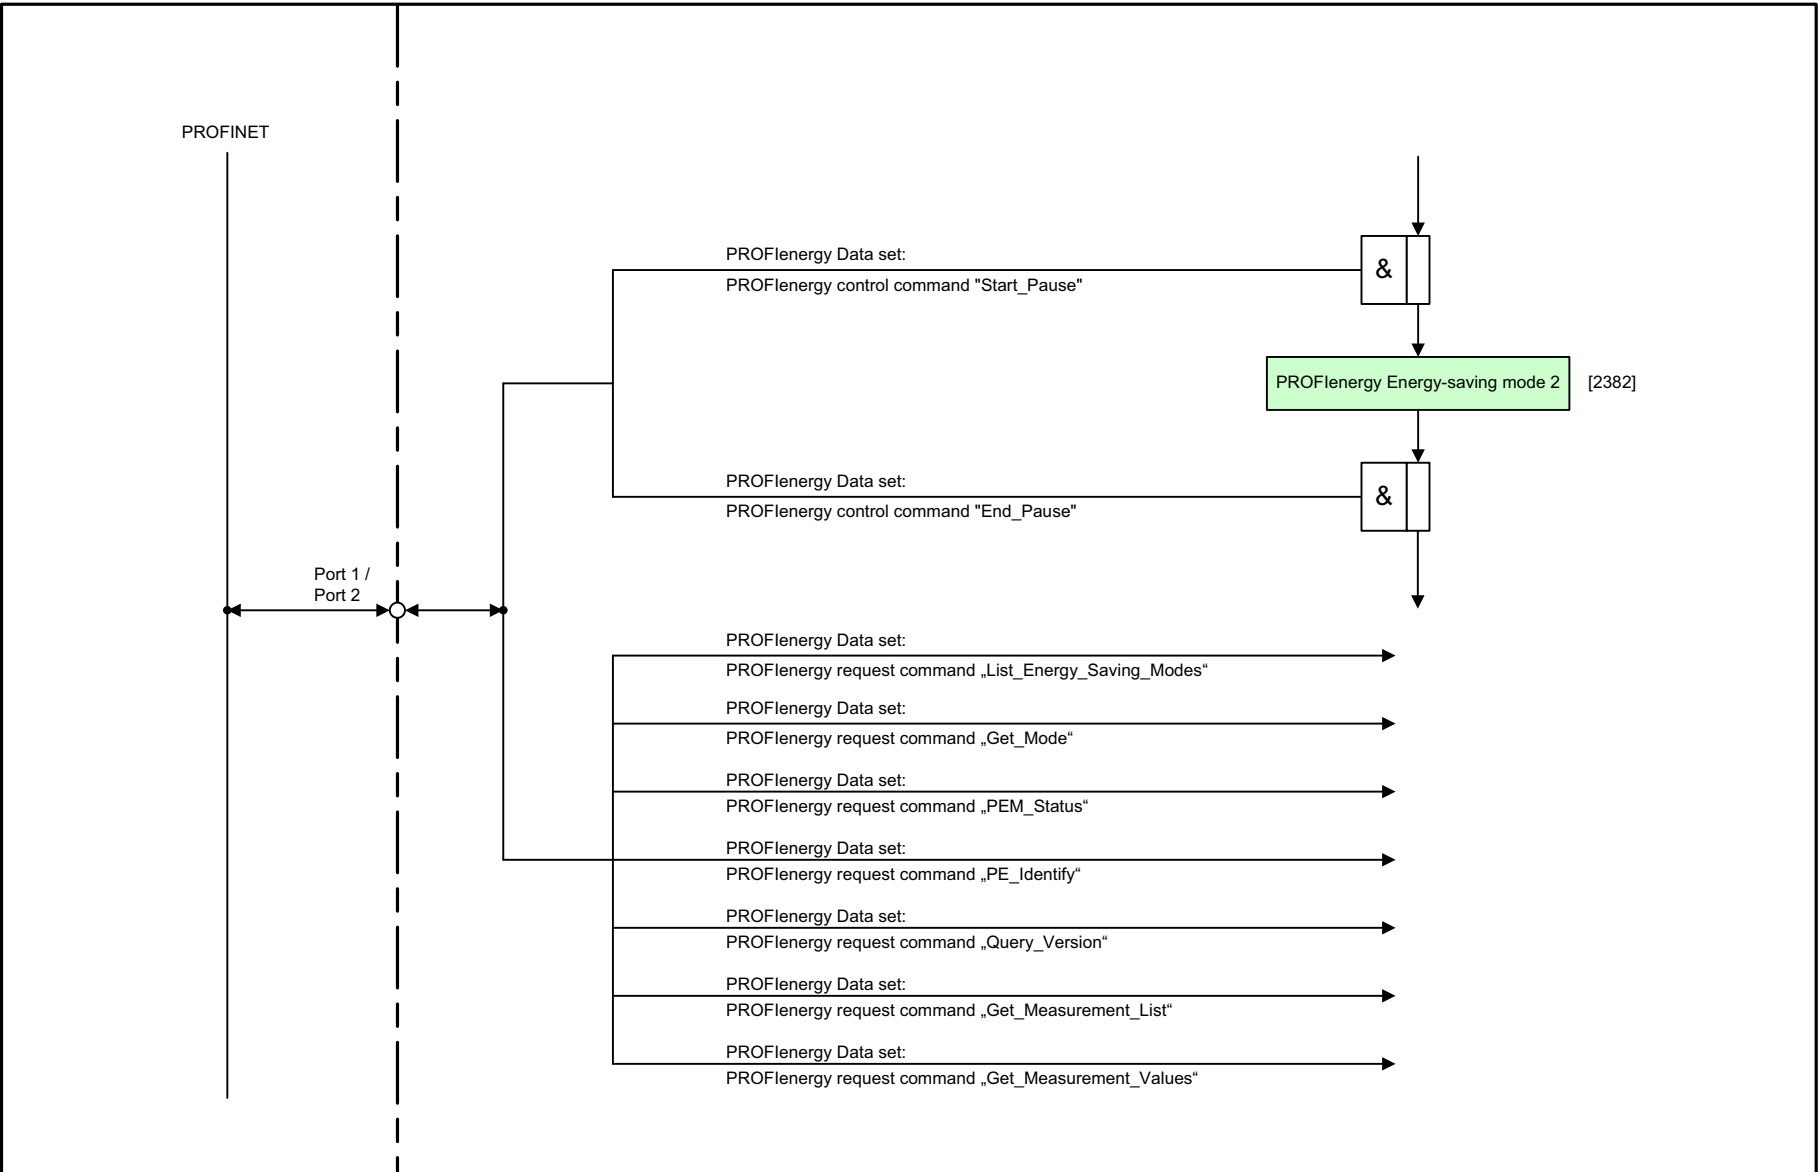 PROFINET
PROFIenergy Data set:
PROFIenergy control command "Start_Pause"
&
PROFIenergy Energy-saving mode 2
[2382]
PROFIenergy Data set:
PROFIenergy control command "End_Pause"
&
Port 1 /
Port 2
PROFIenergy Data set:
PROFIenergy request command „List_Energy_Saving_Modes“
PROFIenergy Data set:
PROFIenergy request command „Get_Mode“
PROFIenergy Data set:
PROFIenergy request command „PEM_Status“
PROFIenergy Data set:
PROFIenergy request command „PE_Identify“
PROFIenergy Data set:
PROFIenergy request command „Query_Version“
PROFIenergy Data set:
PROFIenergy request command „Get_Measurement_List“
PROFIenergy Data set:
PROFIenergy request command „Get_Measurement_Values“